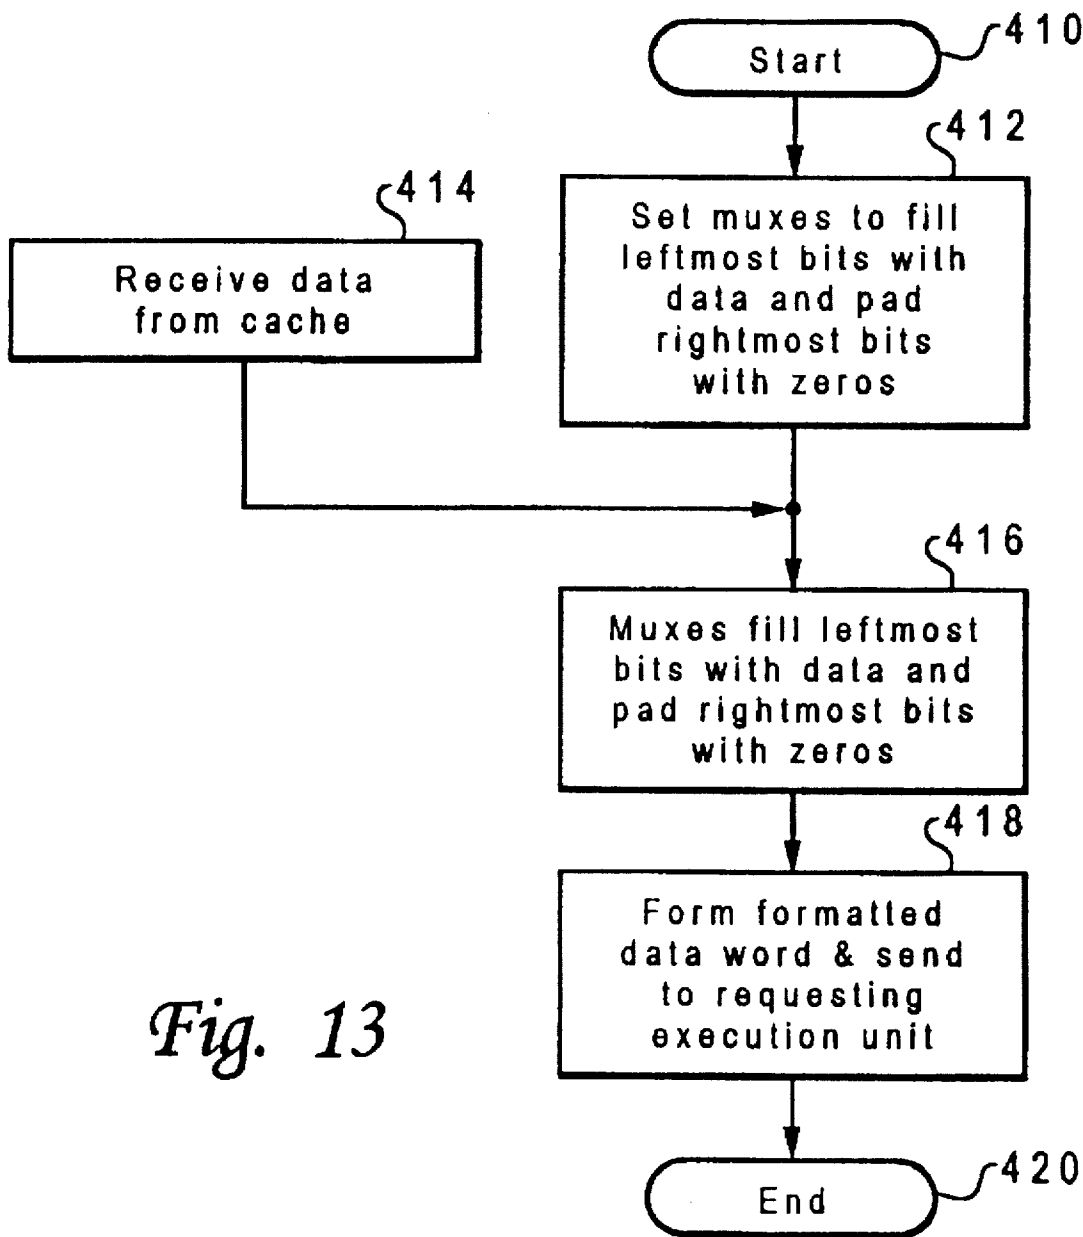 410
Start
412
Set muxes to fill
leftmost bits with
data and pad
rightmost bits
with zeros
414
Receive data
from cache
416
Muxes fill leftmost
bits with data and
pad rightmost bits
with zeros
418
Form formatted
data word & send
to requesting
execution unit
Fig. 13
420
End